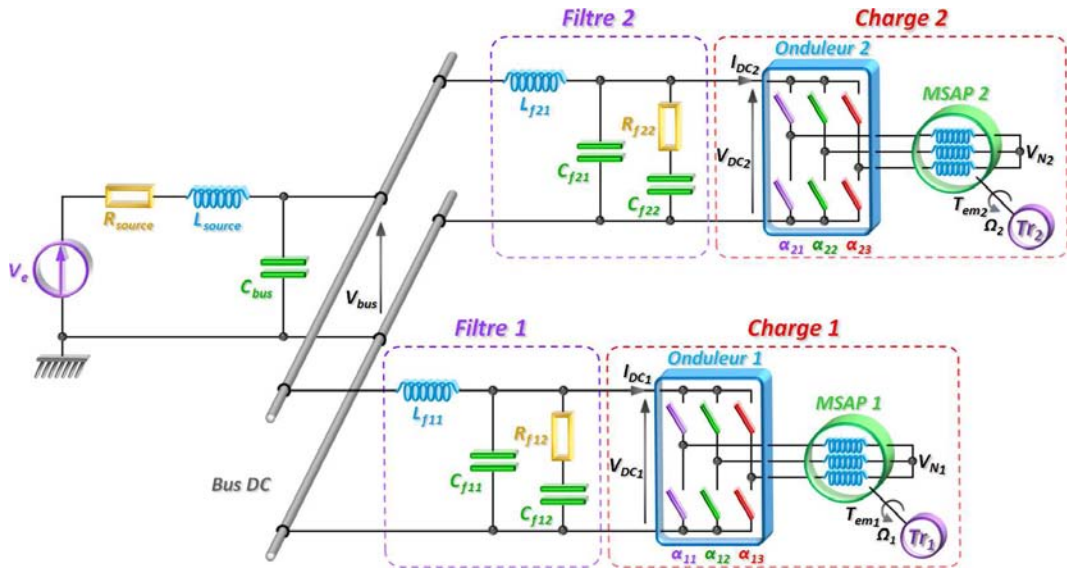 Filtre 2
Charge 2
Onduleur 2
I_DC2
L_f21
MSAP 2
R_f22
C_f21
V_DC2
C_f22
V_N2
T_em2
Ω_2
Tr_2
α_21 α_22 α_23
R_source
L_source
V_e
C_bus
V_bus
Filtre 1
Charge 1
Onduleur 1
I_DC1
L_f11
MSAP 1
R_f12
C_f11
V_DC1
C_f12
V_N1
Bus DC
T_em1
Ω_1
Tr_1
α_11 α_12 α_13